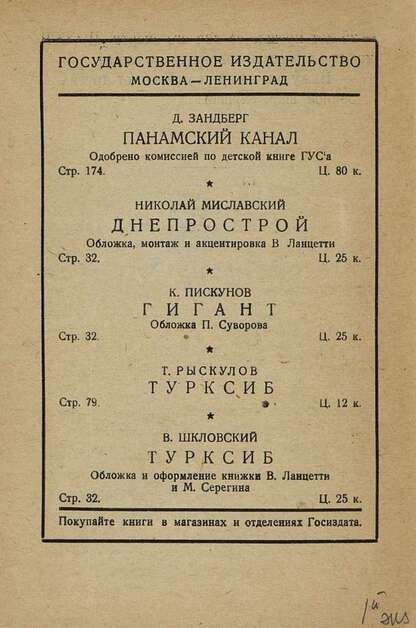 ГОСУДАРСТВЕННОЕ ИЗДАТЕЛЬСТВО
МОСКВА — ЛЕНИНГРАД
Д. ЗАНДБЕРГ
ПАНАМСКИЙ КАНАЛ
Одобрено комиссией по детской книге ГУС'а
Стр. 174. Ц. 80 к.
★
НИКОЛАЙ МИСЛАВСКИЙ
ДНЕПРОСТРОЙ
Обложка, монтаж и акцентировка В Ланцетти
Стр. 32. Ц. 25 к.
★
К. ПИСКУНОВ
ГИГАНТ
Обложка П. Суворова
Стр. 32. Ц. 25 к.
★
Т. РЫСКУЛОВ
ТУРКСИБ
Стр. 79. Ц. 12 к.
★
В. ШКЛОВСКИЙ
ТУРКСИБ
Обложка и оформление книжки В. Ланцетти
и М. Серегина
Стр. 32. Ц. 25 к.
Покупайте книги в магазинах и отделениях Госиздата.
1й
экз